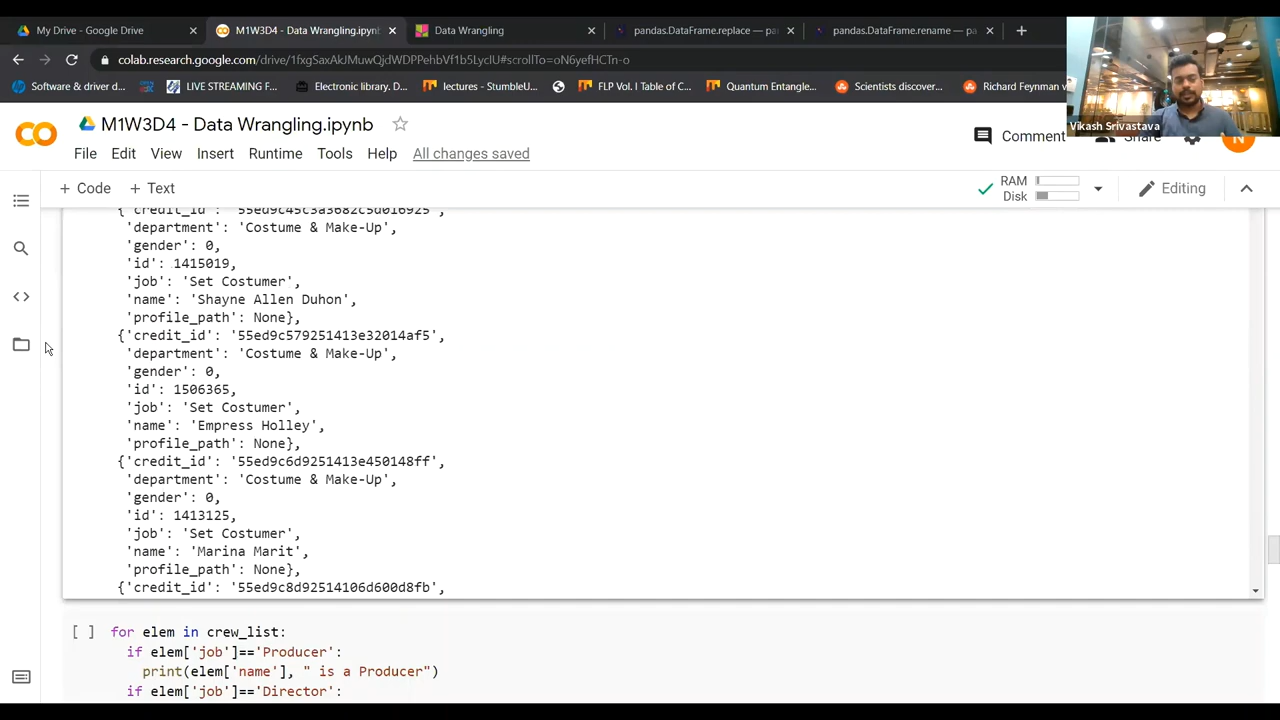 My Drive - Google Drive
M1W3D4 - Data Wrangling.ipynb
Data Wrangling
pandas.DataFrame.replace — pan
pandas.DataFrame.rename — pa
colab.research.google.com/drive/1fxgSaxAkJMuwQjdWDPPehbVf1b5LycIU#scrollTo=oN6yefHCTn-o
Software & driver d...
LIVE STREAMING F...
Electronic library. D...
lectures - StumbleU...
FLP Vol. I Table of C...
Quantum Entangle...
Scientists discover...
Richard Feynman v
Vikash Srivastava
CO
M1W3D4 - Data Wrangling.ipynb
Comment
Share
N
File Edit View Insert Runtime Tools Help All changes saved
+ Code + Text
RAM
Disk
Editing
{'credit_id': '55ed9c45c3a3682c5d016925',
'department': 'Costume & Make-Up',
'gender': 0,
'id': 1415019,
'job': 'Set Costumer',
'name': 'Shayne Allen Duhon',
'profile_path': None},
{'credit_id': '55ed9c579251413e32014af5',
'department': 'Costume & Make-Up',
'gender': 0,
'id': 1506365,
'job': 'Set Costumer',
'name': 'Empress Holley',
'profile_path': None},
{'credit_id': '55ed9c6d9251413e450148ff',
'department': 'Costume & Make-Up',
'gender': 0,
'id': 1413125,
'job': 'Set Costumer',
'name': 'Marina Marit',
'profile_path': None},
{'credit_id': '55ed9c8d92514106d600d8fb',
[ ] for elem in crew_list:
if elem['job']=='Producer':
print(elem['name'], " is a Producer")
if elem['job']=='Director':